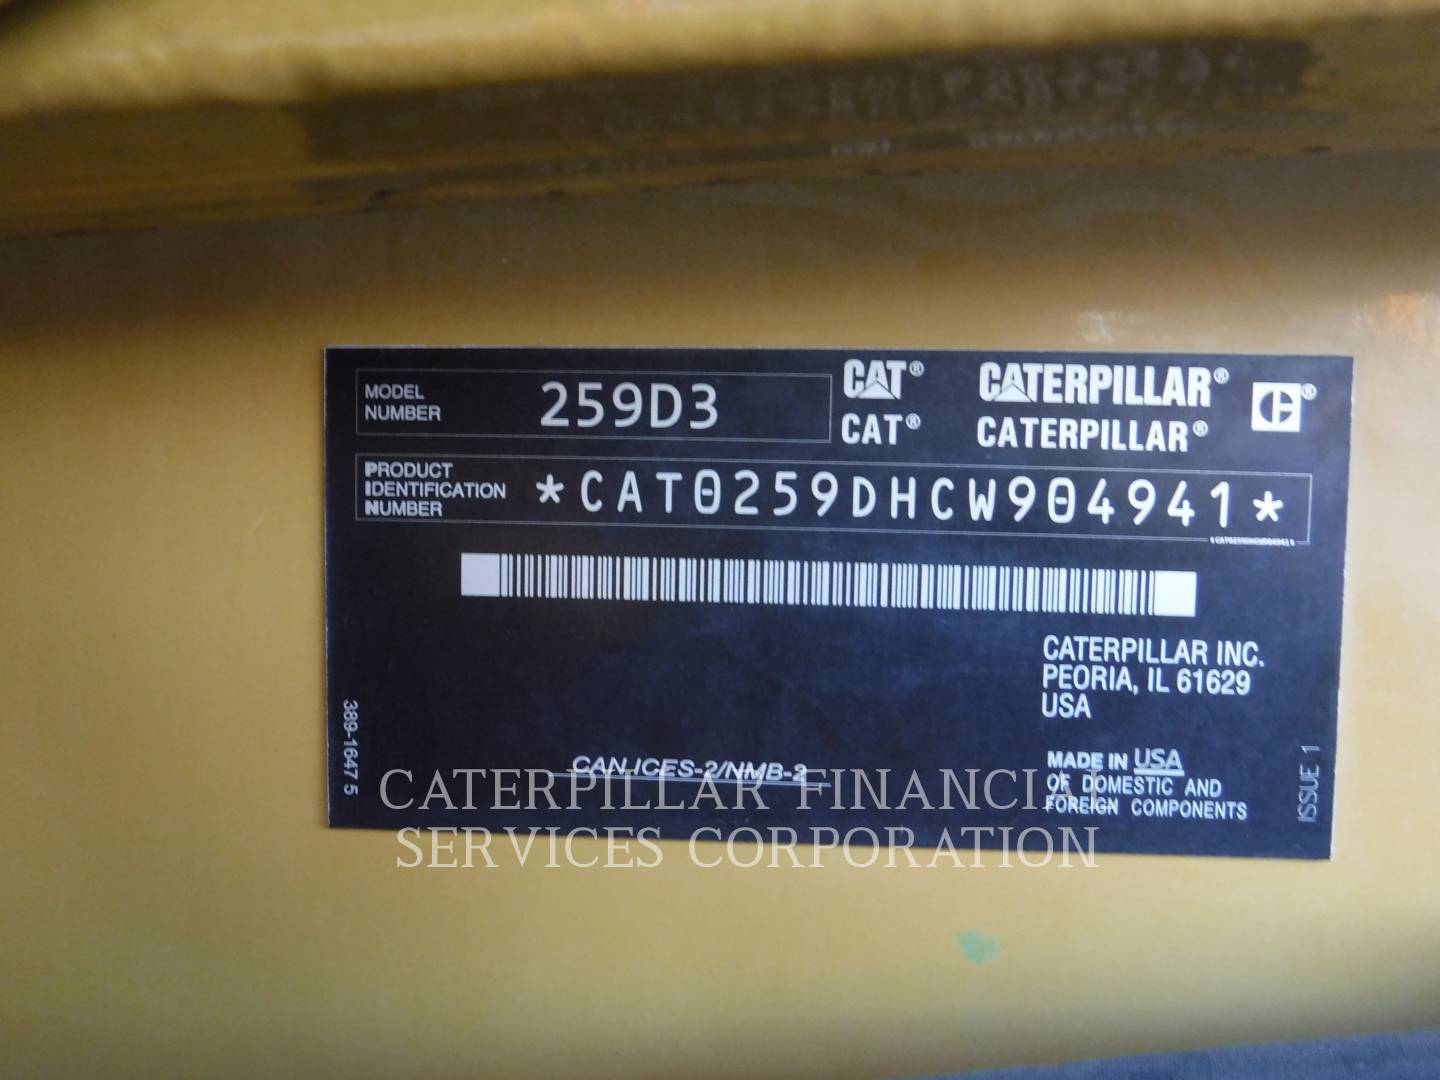 MODEL
NUMBER
259D3
CAT® CATERPILLAR®
CAT® CATERPILLAR®
PRODUCT
IDENTIFICATION
NUMBER
*CAT0259DHCW904941*
CATERPILLAR INC.
PEORIA, IL 61629
USA
389-1647 5
CAN ICES-2/NMB-2
MADE IN USA
OF DOMESTIC AND
FOREIGN COMPONENTS
ISSUE 1
CATERPILLAR FINANCIAL
SERVICES CORPORATION